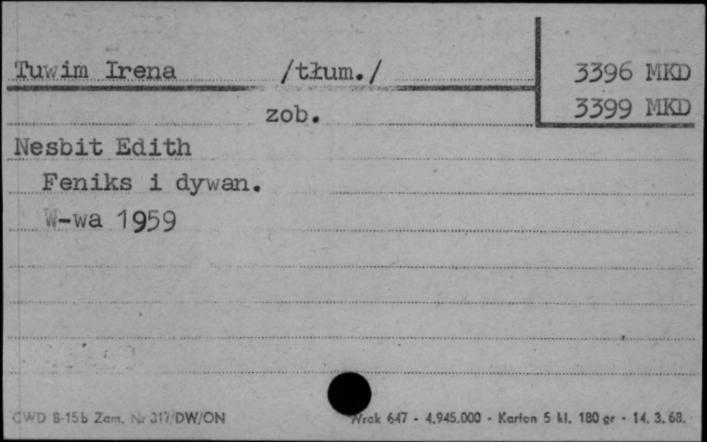 Tuwim Irena /tłum./ 3396 MKD
zob. 3399 MKD
Nesbit Edith
Feniks i dywan.
W-wa 1959
CWD B-15b Zam. Nr 317/DW/ON Wrak 647 - 4.945.000 - Karton 5 kl. 180 gr - 14. 3. 68.